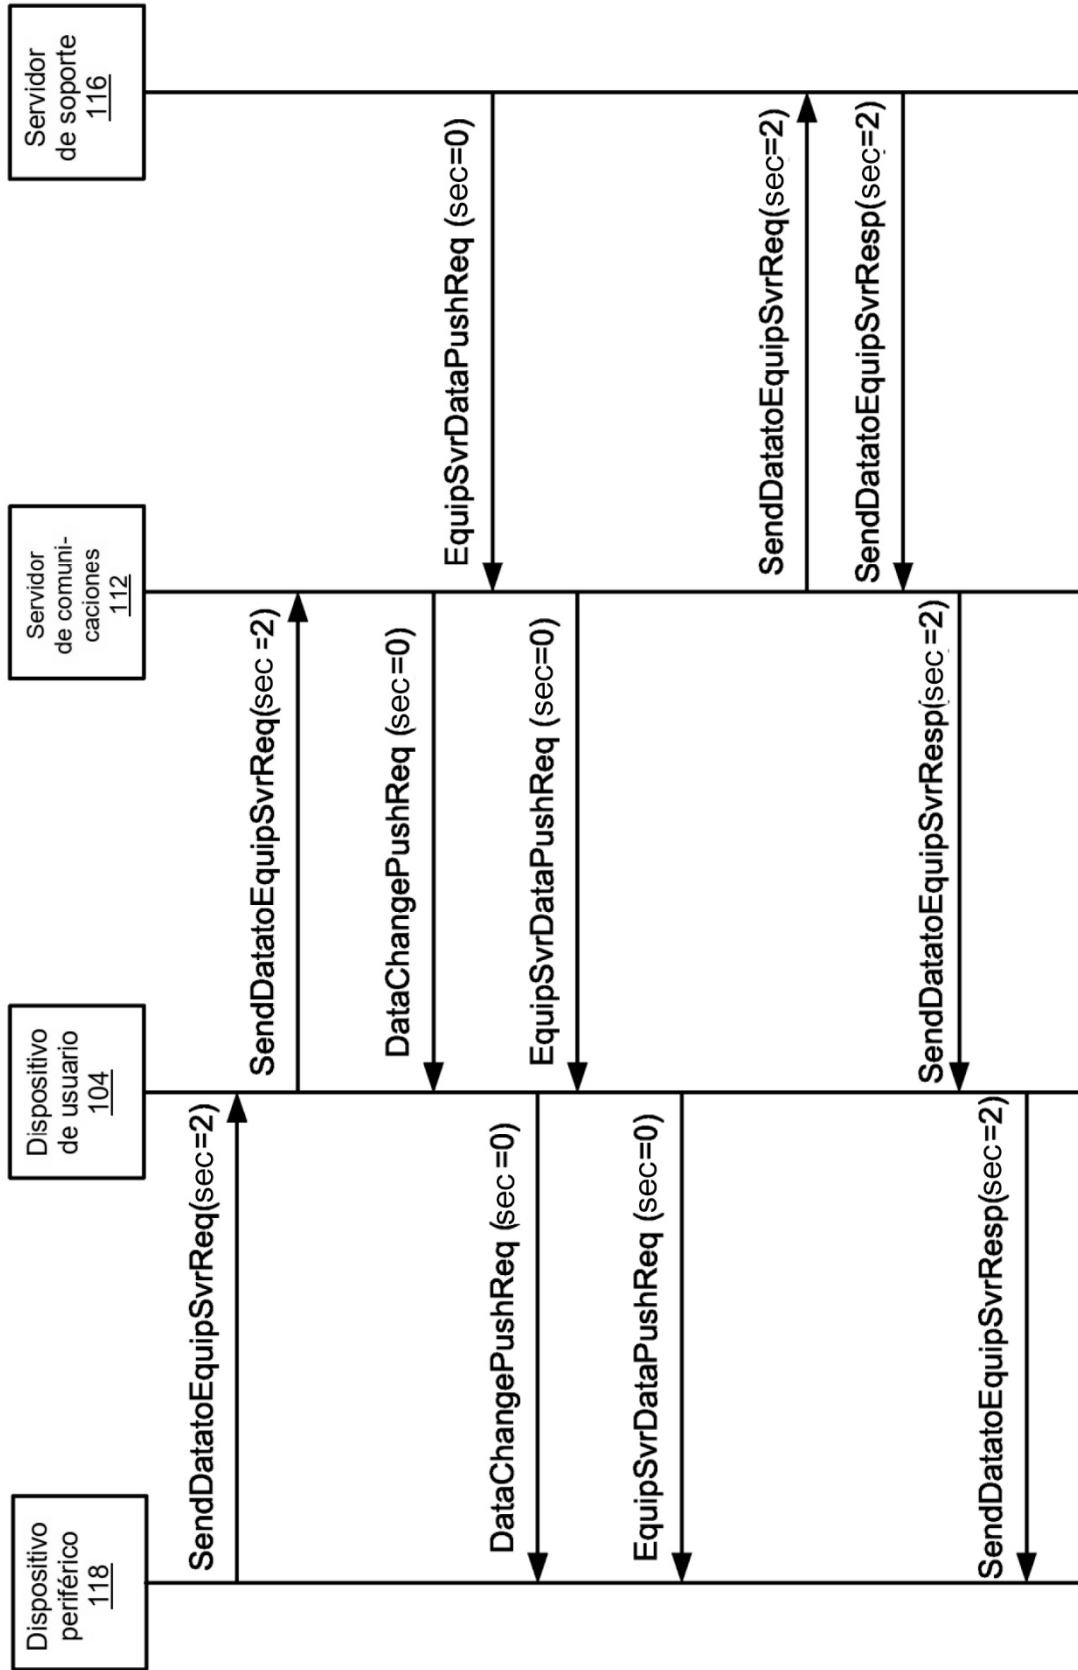 Dispositivo
periférico
118
Dispositivo
de usuario
104
Servidor
de comuni-
caciones
112
Servidor
de soporte
116
SendDatatoEquipSvrReq(sec=2)
SendDatatoEquipSvrReq(sec =2)
DataChangePushReq (sec=0)
EquipSvrDataPushReq (sec=0)
DataChangePushReq (sec =0)
EquipSvrDataPushReq (sec=0)
EquipSvrDataPushReq (sec=0)
SendDatatoEquipSvrReq(sec=2)
SendDatatoEquipSvrResp(sec=2)
SendDatatoEquipSvrResp(sec =2)
SendDatatoEquipSvrResp(sec=2)